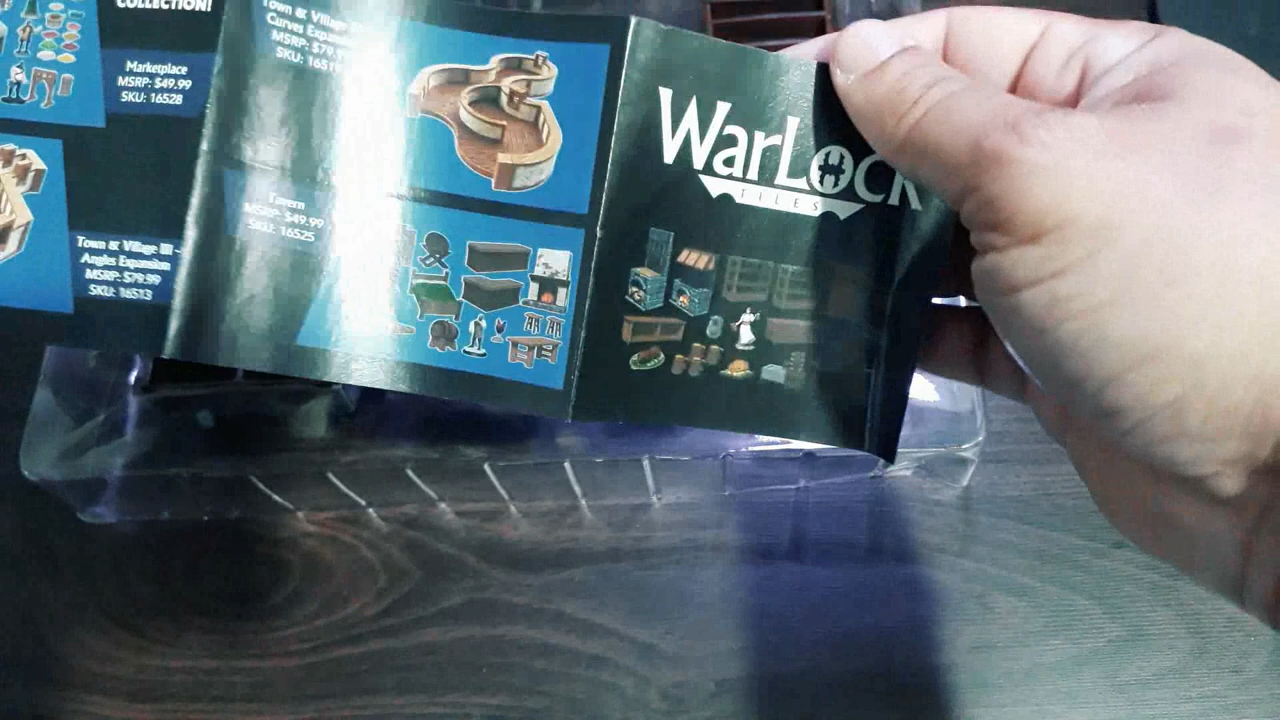 COLLECTION!
Marketplace
MSRP: $49.99
SKU: 16528
Town & Village III -
Angles Expansion
MSRP: $79.99
SKU: 16513
Town & Village
Curves
MSRP:
SKU:
Tavern
MSRP: $49.99
SKU: 16525
WarLock
TILES